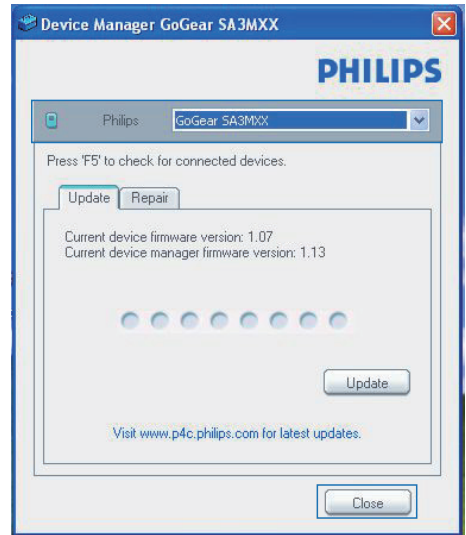 Device Manager GoGear SA3MXX
PHILIPS
Philips GoGear SA3MXX
Press 'F5' to check for connected devices.
Update Repair
Current device firmware version: 1.07
Current device manager firmware version: 1.13
Update
Visit www.p4c.philips.com for latest updates.
Close